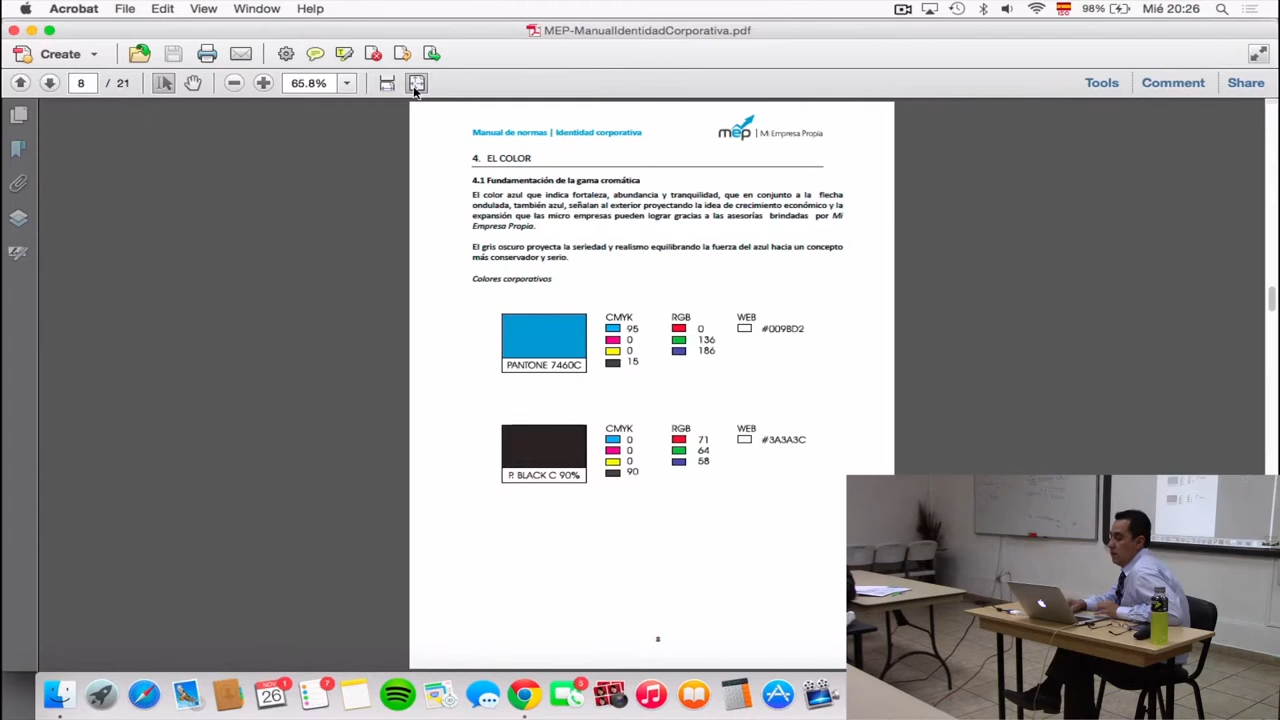 Acrobat File Edit View Window Help 98% Mié 20:26
ISO
MEP-ManualIdentidadCorporativa.pdf
Create
8 / 21 65.8% Tools Comment Share
Manual de normas | Identidad corporativa
mep | Mi Empresa Propia
4. EL COLOR
4.1 Fundamentación de la gama cromática
El color azul que indica fortaleza, abundancia y tranquilidad, que en conjunto a la flecha
ondulada, también azul, señalan al exterior proyectando la idea de crecimiento económico y la
expansión que las micro empresas pueden lograr gracias a las asesorías brindadas por Mi
Empresa Propia.
El gris oscuro proyecta la seriedad y realismo equilibrando la fuerza del azul hacia un concepto
más conservador y serio.
Colores corporativos
CMYK RGB WEB
95 0 #009BD2
0 136
0 186
15
PANTONE 7460C
CMYK RGB WEB
0 71 #3A3A3C
0 64
0 58
90
P. BLACK C 90%
8
NOV 26 1 7 3